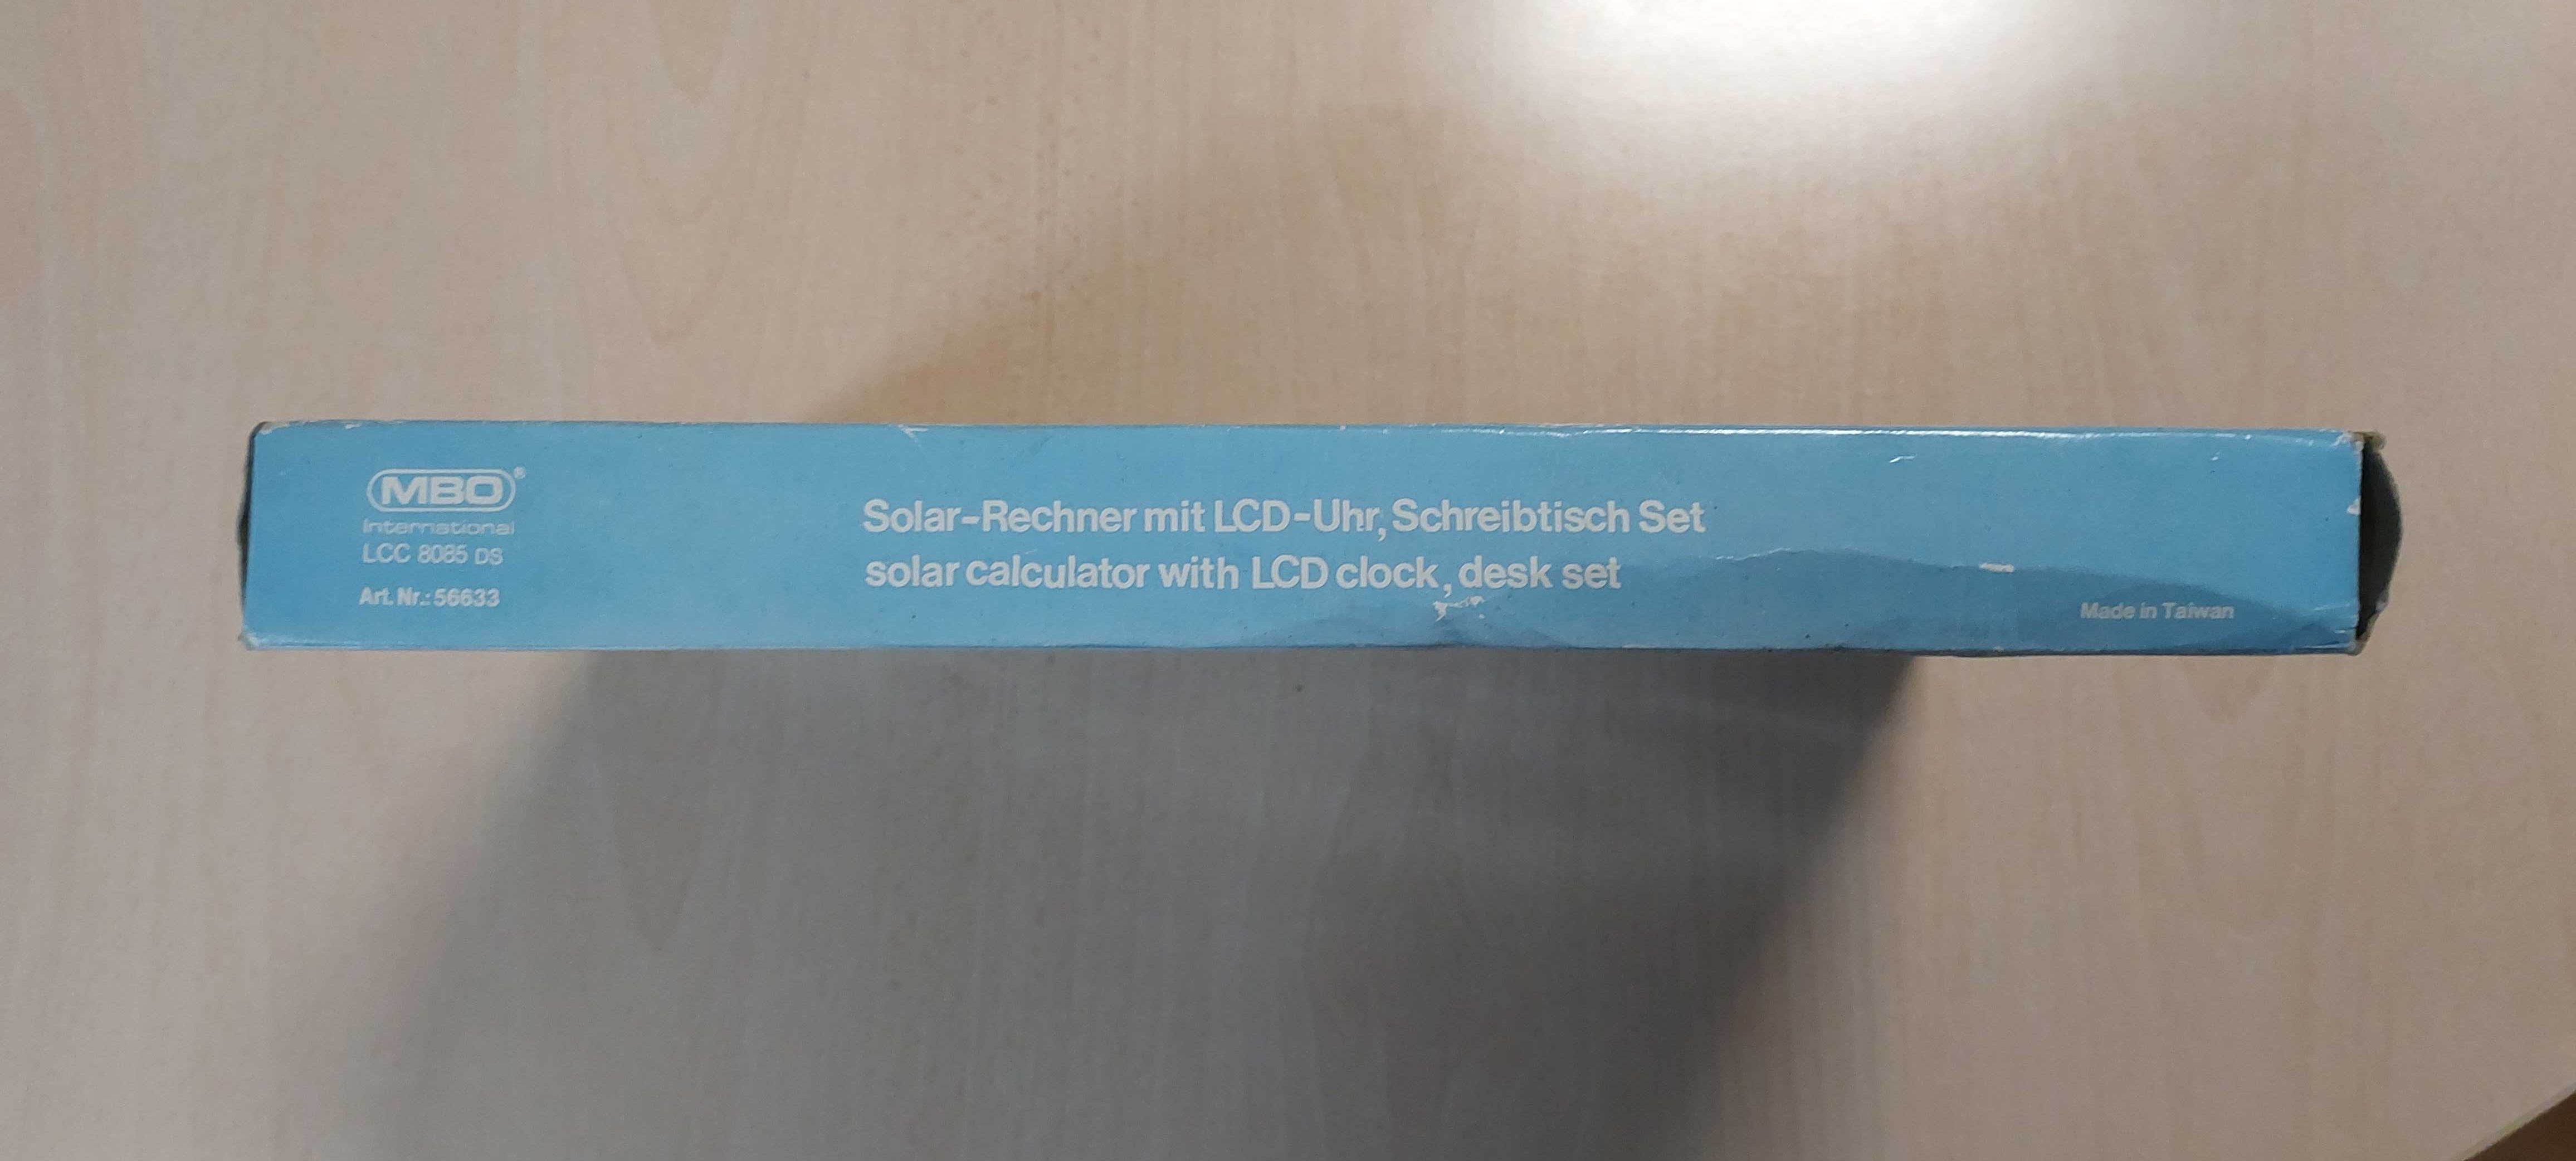 MBO®
International
LCC 8085 DS
Art. Nr.: 56633
Solar-Rechner mit LCD-Uhr, Schreibtisch Set
solar calculator with LCD clock, desk set
Made in Taiwan